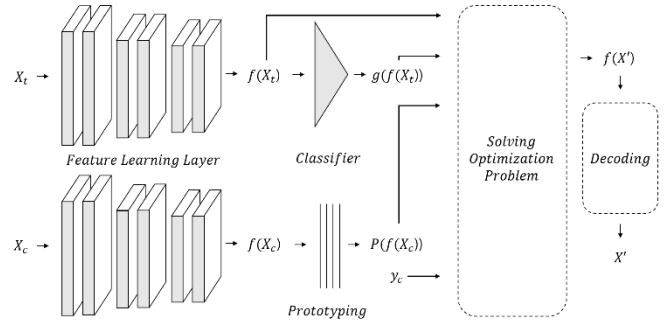 X_t
f(X_t)
g(f(X_t))
f(X')
Feature Learning Layer
Classifier
Solving
Optimization
Problem
Decoding
X_c
f(X_c)
P(f(X_c))
X'
y_c
Prototyping